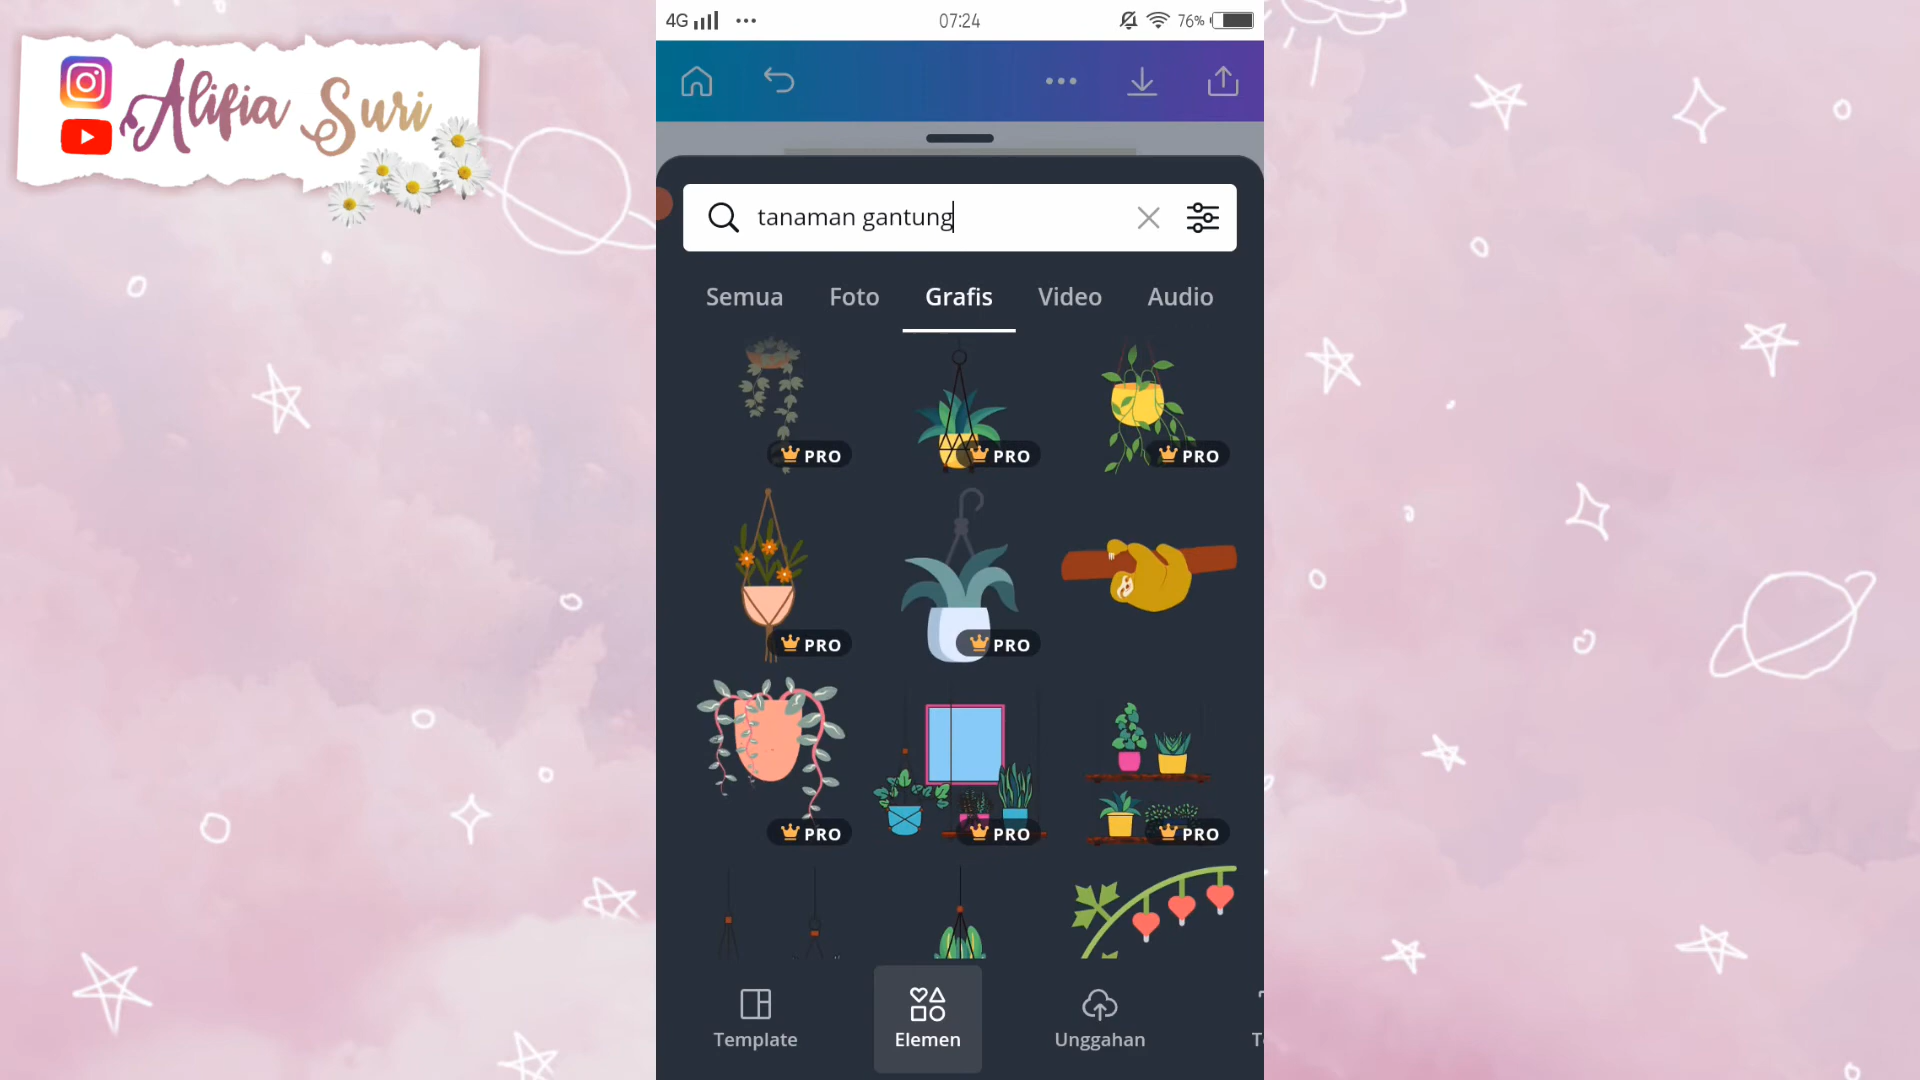 Alifia Suri
4G
07:24
76%
tanaman gantung
Semua
Foto
Grafis
Video
Audio
PRO
PRO
PRO
PRO
PRO
PRO
PRO
PRO
Template
Elemen
Unggahan